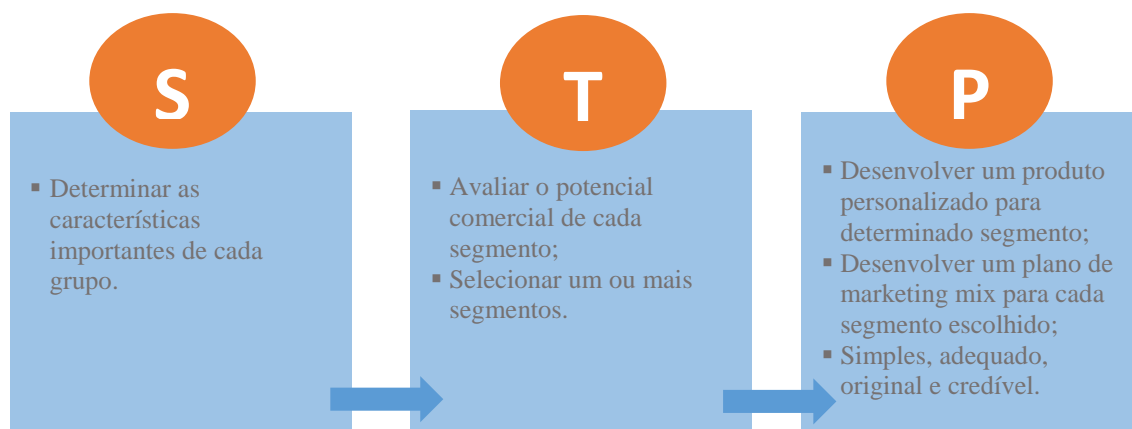 S
▪ Determinar as
características
importantes de cada
grupo.
T
▪ Avaliar o potencial
comercial de cada
segmento;
▪ Selecionar um ou mais
segmentos.
P
▪ Desenvolver um produto
personalizado para
determinado segmento;
▪ Desenvolver um plano de
marketing mix para cada
segmento escolhido;
▪ Simples, adequado,
original e credível.